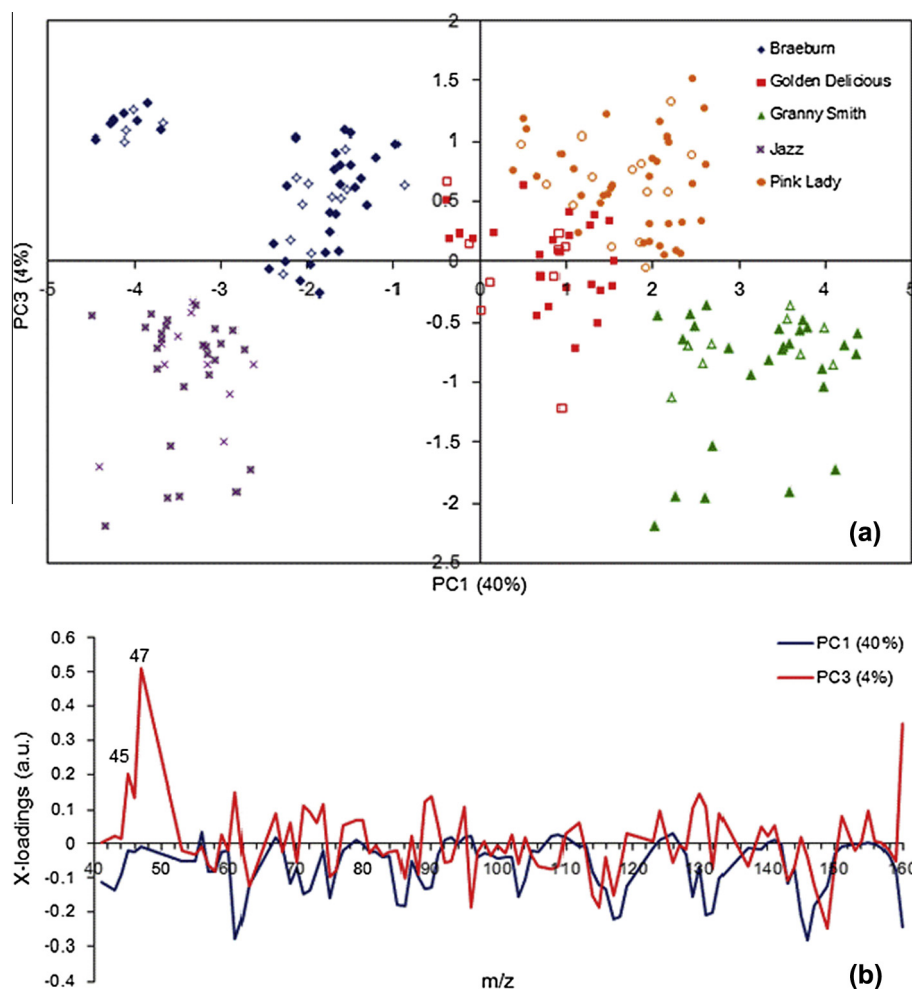 2
1.5
1
0.5
0
-0.5
-1
-1.5
-2
2.5
-5 -4 -3 -2 -1 0 1 2 3 4 5
PC3 (4%)
PC1 (40%)
Braeburn
Golden Delicious
Granny Smith
Jazz
Pink Lady
(a)
0.6
0.5
0.4
0.3
0.2
0.1
0
-0.1
-0.2
-0.3
-0.4
X-loadings (a.u.)
47
45
PC1 (40%)
PC3 (4%)
40 50 60 70 80 90 100 110 120 130 140 150 160
m/z
(b)